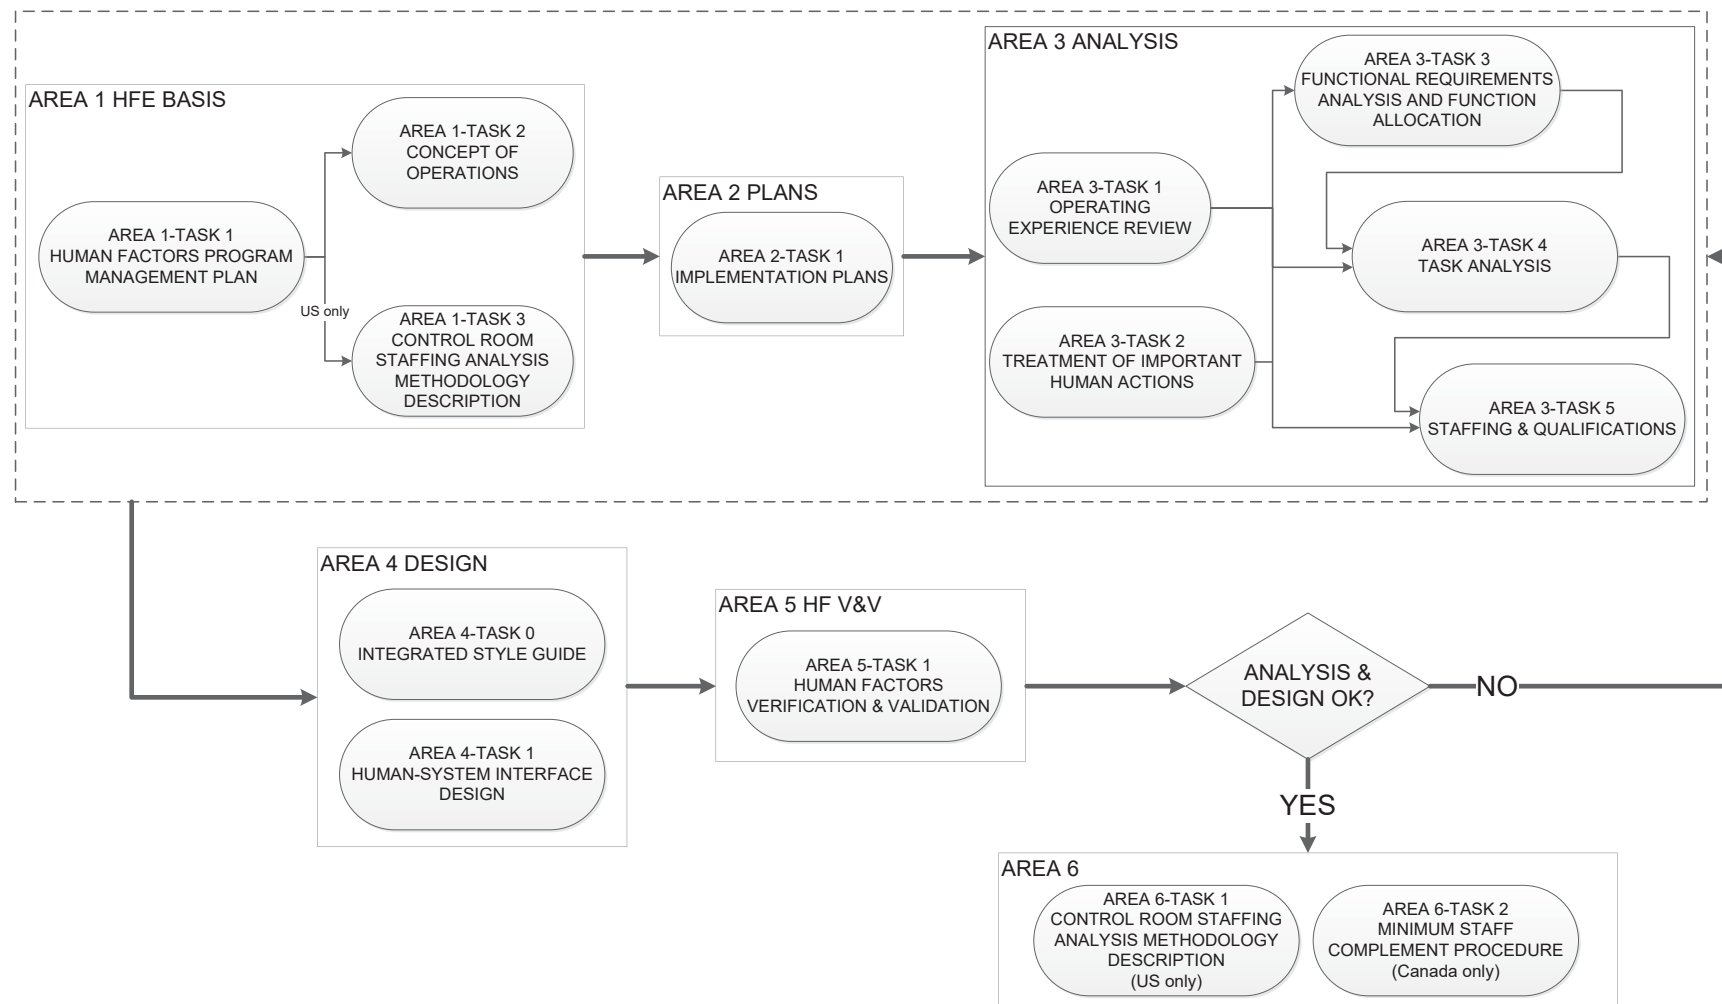 AREA 1 HFE BASIS
AREA 1-TASK 1
HUMAN FACTORS PROGRAM
MANAGEMENT PLAN
AREA 1-TASK 2
CONCEPT OF
OPERATIONS
US only
AREA 1-TASK 3
CONTROL ROOM
STAFFING ANALYSIS
METHODOLOGY
DESCRIPTION
AREA 2 PLANS
AREA 2-TASK 1
IMPLEMENTATION PLANS
AREA 3 ANALYSIS
AREA 3-TASK 1
OPERATING
EXPERIENCE REVIEW
AREA 3-TASK 2
TREATMENT OF IMPORTANT
HUMAN ACTIONS
AREA 3-TASK 3
FUNCTIONAL REQUIREMENTS
ANALYSIS AND FUNCTION
ALLOCATION
AREA 3-TASK 4
TASK ANALYSIS
AREA 3-TASK 5
STAFFING & QUALIFICATIONS
AREA 4 DESIGN
AREA 4-TASK 0
INTEGRATED STYLE GUIDE
AREA 4-TASK 1
HUMAN-SYSTEM INTERFACE
DESIGN
AREA 5 HF V&V
AREA 5-TASK 1
HUMAN FACTORS
VERIFICATION & VALIDATION
ANALYSIS &
DESIGN OK?
NO
YES
AREA 6
AREA 6-TASK 1
CONTROL ROOM STAFFING
ANALYSIS METHODOLOGY
DESCRIPTION
(US only)
AREA 6-TASK 2
MINIMUM STAFF
COMPLEMENT PROCEDURE
(Canada only)